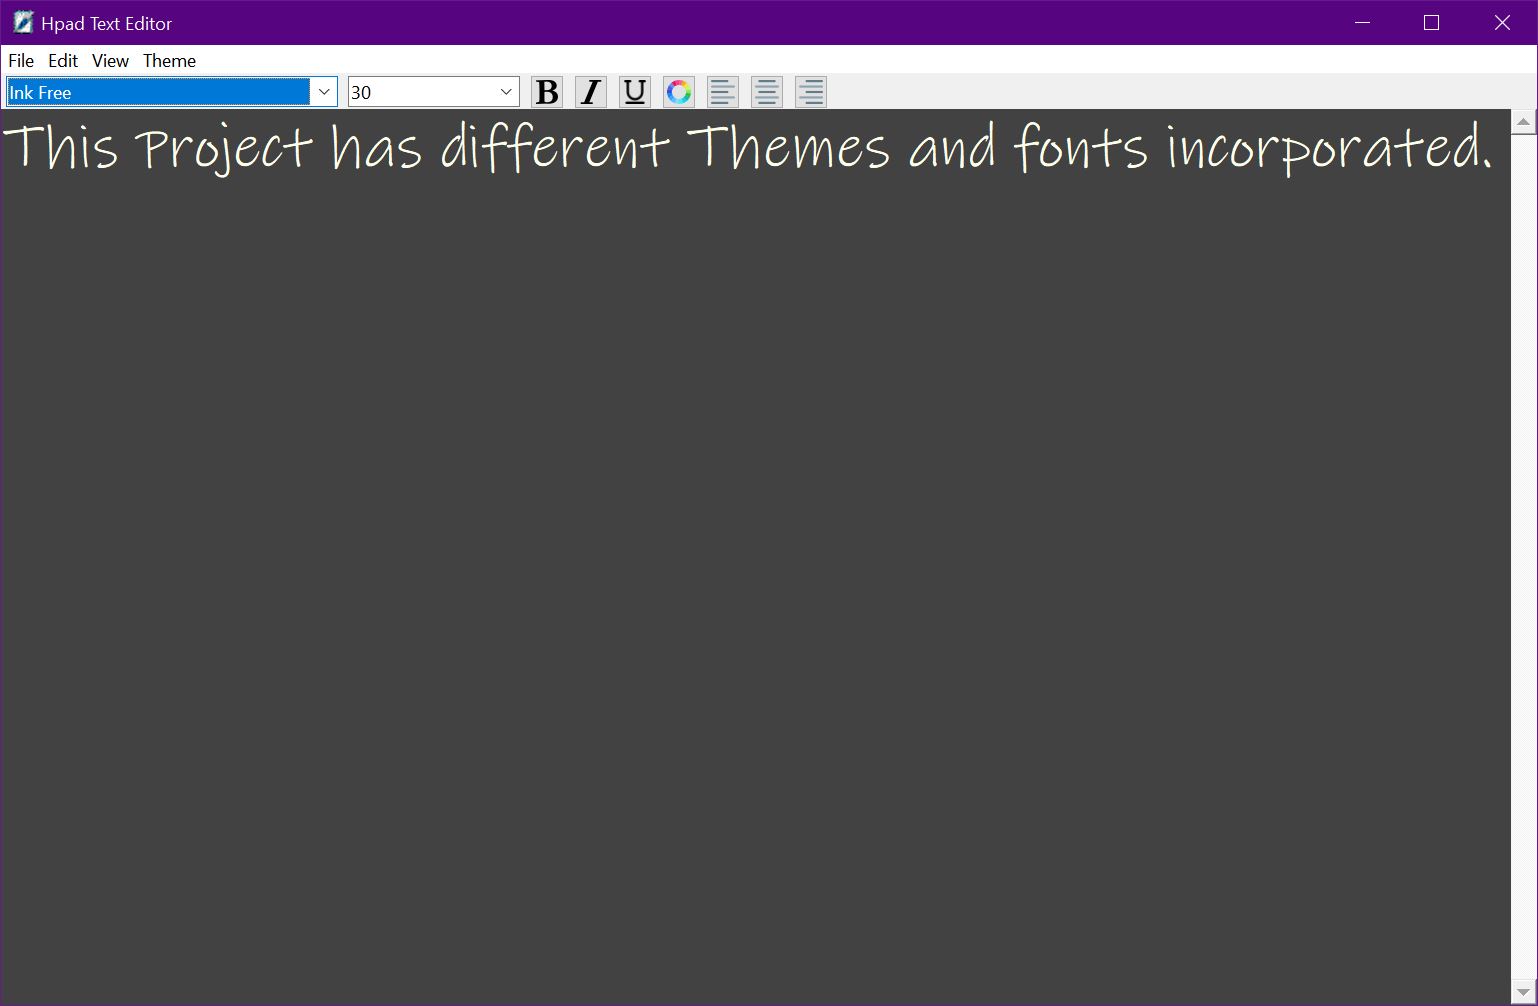 Hpad Text Editor
File Edit View Theme
Ink Free 30 B I U
This Project has different Themes and fonts incorporated.